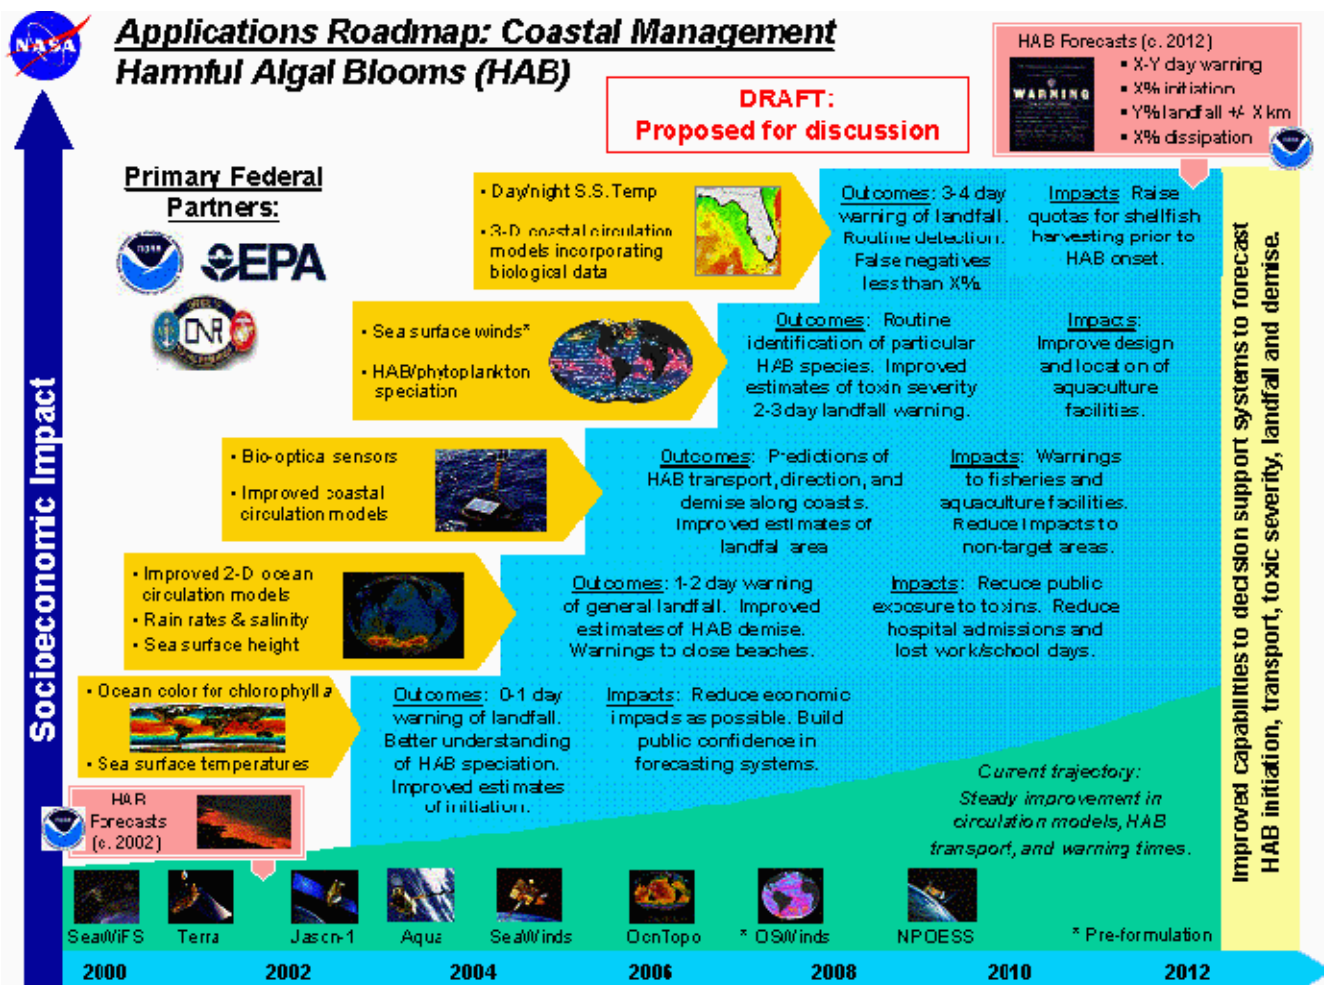 NASA
Applications Roadmap: Coastal Management
Harmful Algal Blooms (HAB)
DRAFT:
Proposed for discussion
HAB Forecasts (c. 2012)
WARNING
▪ X-Y day warning
▪ X% initiation
▪ Y% landfall +/- X km
▪ X% dissipation
Primary Federal
Partners:
EPA
ONR
• Day/night S.S. Temp
• 3-D coastal circulation
models incorporating
biological data
Outcomes: 3-4 day
warning of landfall.
Routine detection.
False negatives
less than X%.
Impacts: Raise
quotas for shellfish
harvesting prior to
HAB onset.
• Sea surface winds*
• HAB/phytoplankton
speciation
Outcomes: Routine
identification of particular
HAB species. Improved
estimates of toxin severity
2-3 day landfall warning.
Impacts:
Improve design
and location of
aquaculture
facilities.
• Bio-optical sensors
• Improved coastal
circulation models
Outcomes: Predictions of
HAB transport, direction, and
demise along coasts.
Improved estimates of
landfall area
Impacts: Warnings
to fisheries and
aquaculture facilities.
Reduce impacts to
non-target areas.
• Improved 2-D ocean
circulation models
• Rain rates & salinity
• Sea surface height
Outcomes: 1-2 day warning
of general landfall. Improved
estimates of HAB demise.
Warnings to close beaches.
Impacts: Reduce public
exposure to toxins. Reduce
hospital admissions and
lost work/school days.
• Ocean color for chlorophyll a
• Sea surface temperatures
Outcomes: 0-1 day
warning of landfall.
Better understanding
of HAB speciation.
Improved estimates
of initiation.
Impacts: Reduce economic
impacts as possible. Build
public confidence in
forecasting systems.
Current trajectory:
Steady improvement in
circulation models, HAB
transport, and warning times.
HAB
Forecasts
(c. 2002)
Socioeconomic Impact
Improved capabilities to decision support systems to forecast
HAB initiation, transport, toxic severity, landfall and demise.
SeaWiFS
Terra
Jason-1
Aqua
SeaWinds
OcnTopo
* OSWinds
NPOESS
* Pre-formulation
2000
2002
2004
2006
2008
2010
2012